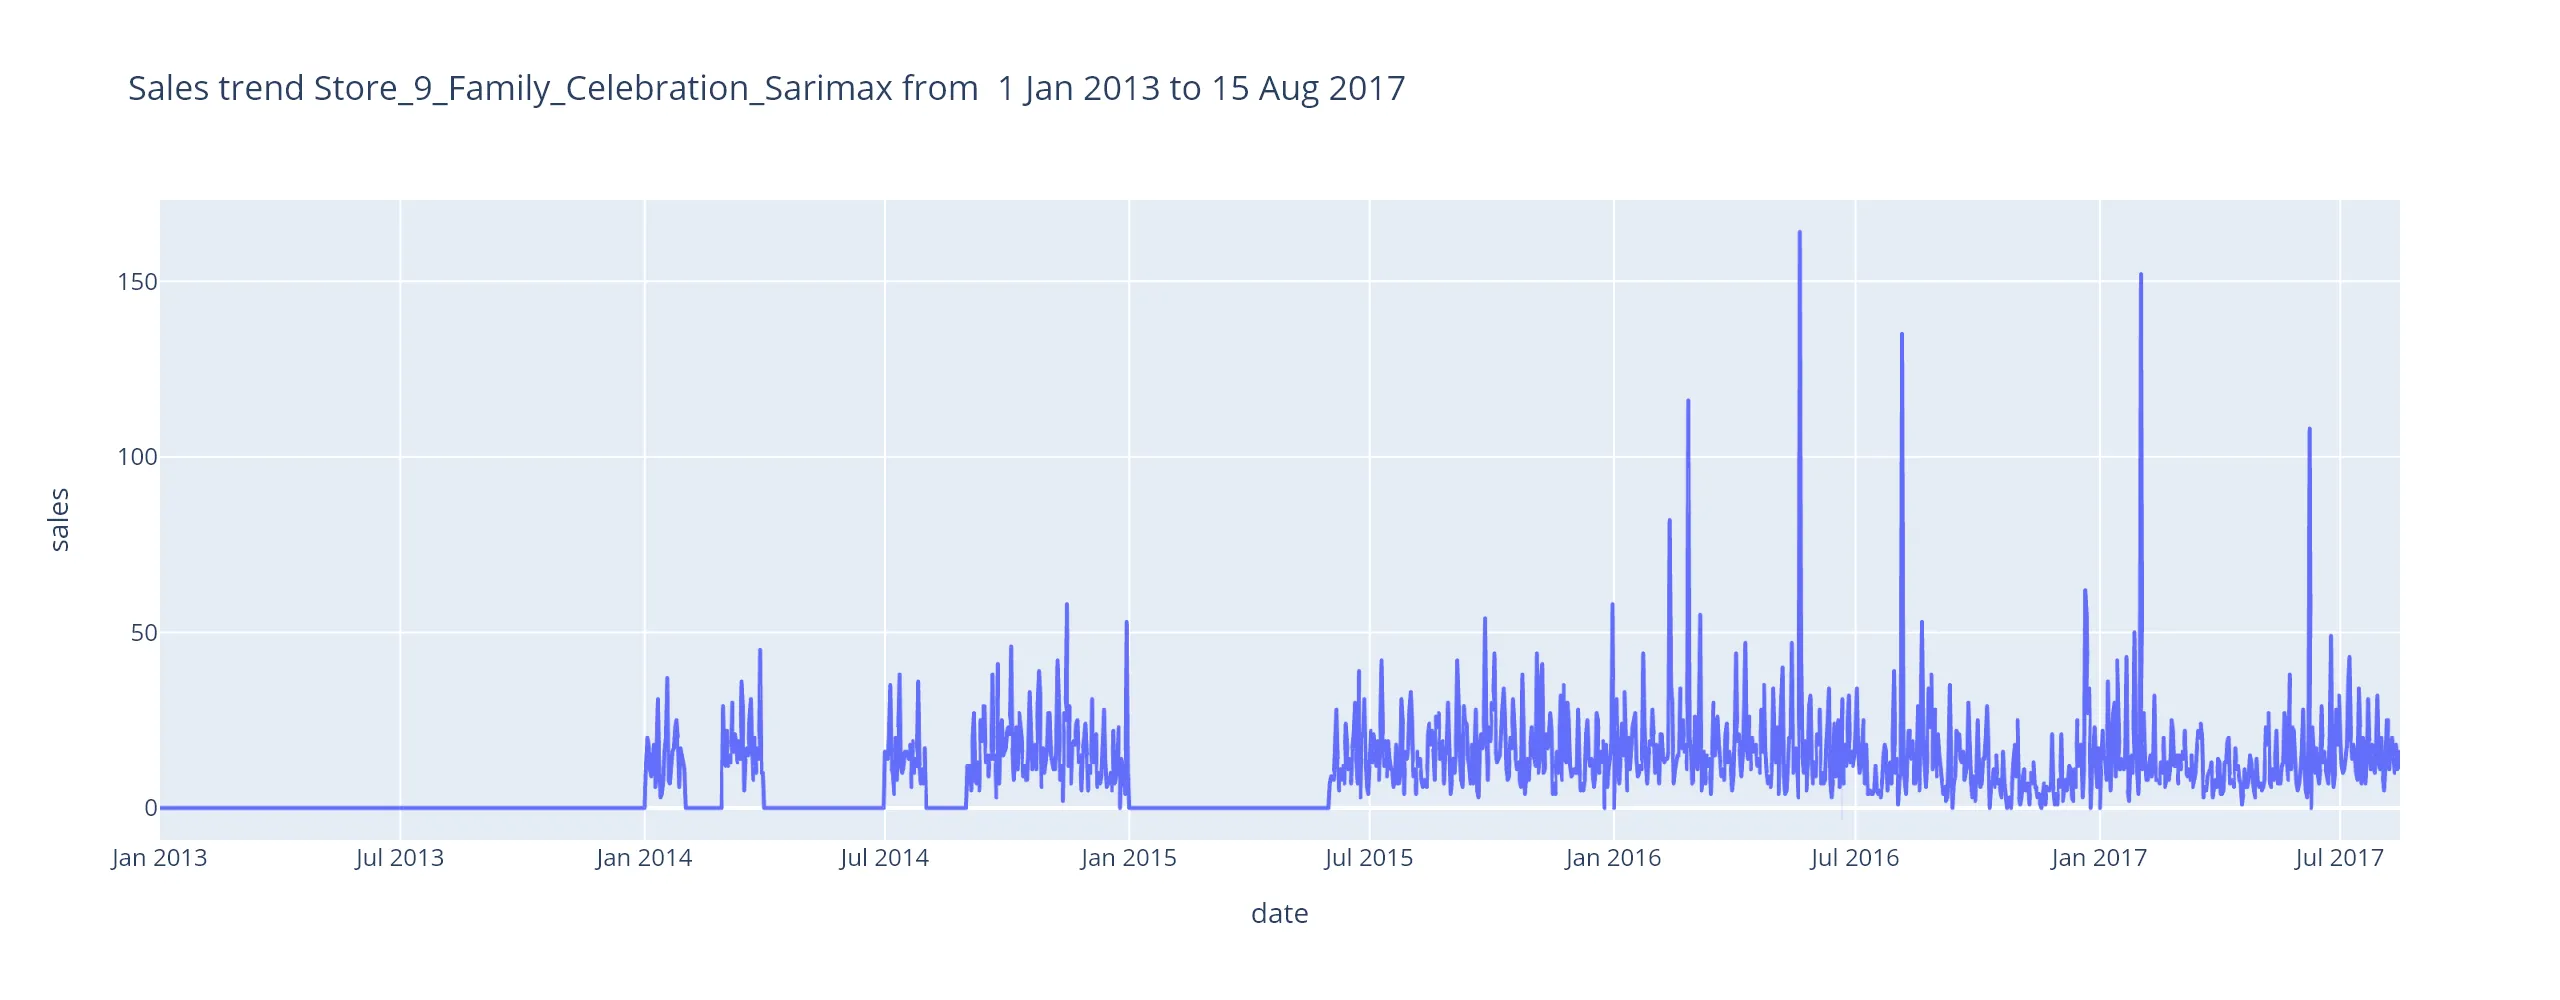 Sales trend Store_9_Family_Celebration_Sarimax from  1 Jan 2013 to 15 Aug 2017
150
100
50
0
sales
Jan 2013 Jul 2013 Jan 2014 Jul 2014 Jan 2015 Jul 2015 Jan 2016 Jul 2016 Jan 2017 Jul 2017
date